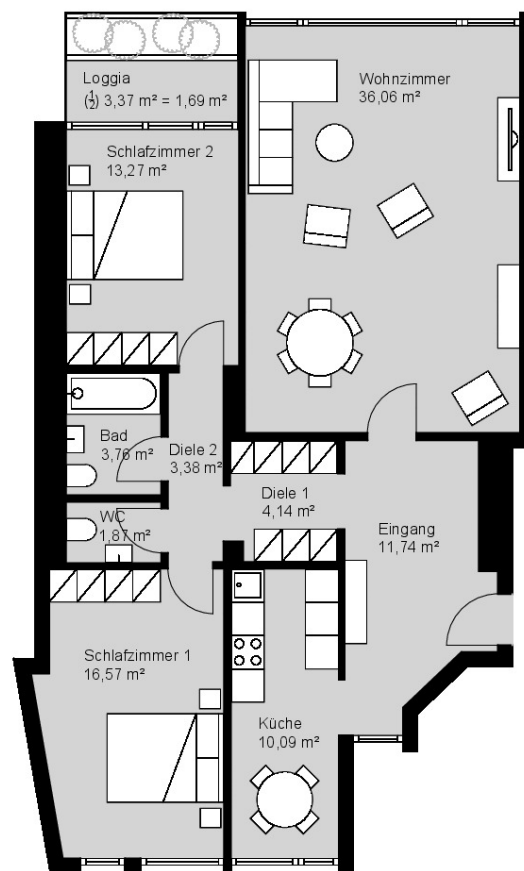 Loggia
(½) 3,37 m² = 1,69 m²
Wohnzimmer
36,06 m²
Schlafzimmer 2
13,27 m²
Bad
3,76 m²
Diele 2
3,38 m²
WC
1,87 m²
Diele 1
4,14 m²
Eingang
11,74 m²
Schlafzimmer 1
16,57 m²
Küche
10,09 m²